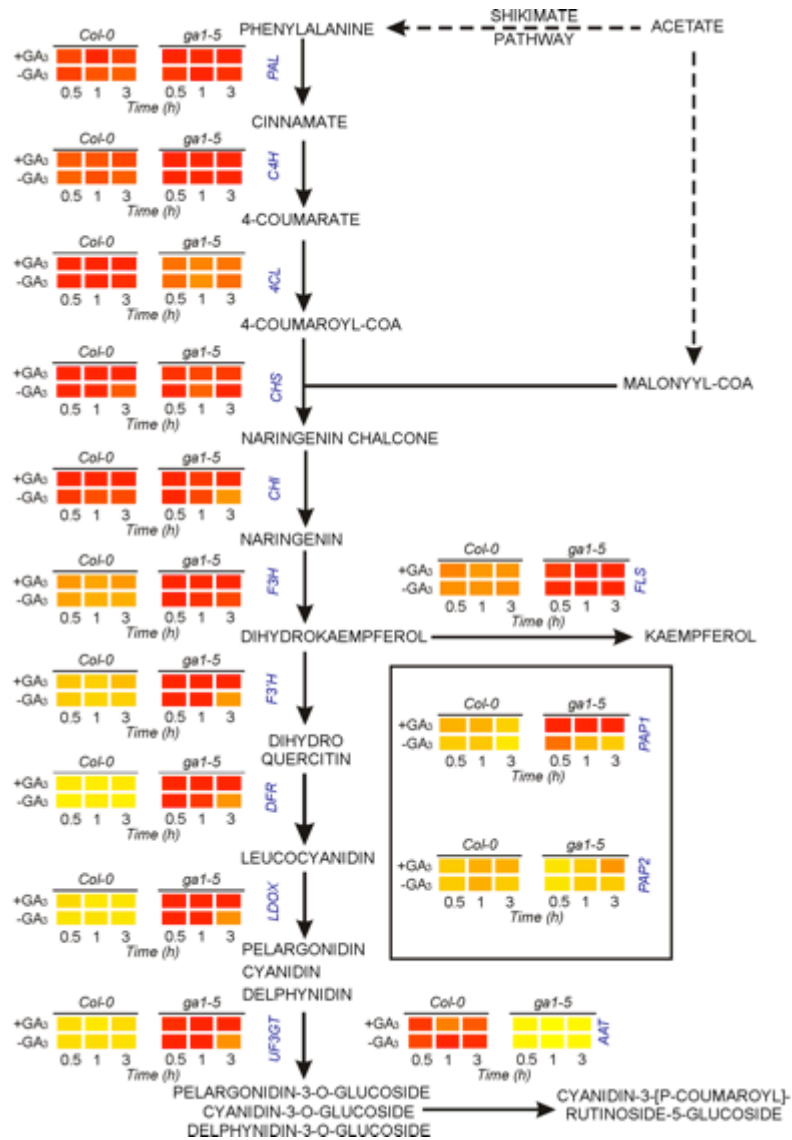 SHIKIMATE
PHENYLALANINE
PATHWAY
ACETATE
Col-0 ga1-5
+GA3
-GA3
PAL
0.5 1 3 0.5 1 3
Time (h)
CINNAMATE
Col-0 ga1-5
+GA3
-GA3
C4H
0.5 1 3 0.5 1 3
Time (h)
4-COUMARATE
Col-0 ga1-5
+GA3
-GA3
4CL
0.5 1 3 0.5 1 3
Time (h)
4-COUMAROYL-COA
Col-0 ga1-5
+GA3
-GA3
CHS
0.5 1 3 0.5 1 3
Time (h)
MALONYYL-COA
NARINGENIN CHALCONE
Col-0 ga1-5
+GA3
-GA3
CHI
0.5 1 3 0.5 1 3
Time (h)
NARINGENIN
Col-0 ga1-5
+GA3
-GA3
F3H
0.5 1 3 0.5 1 3
Time (h)
Col-0 ga1-5
+GA3
-GA3
FLS
0.5 1 3 0.5 1 3
Time (h)
DIHYDROKAEMPFEROL
KAEMPFEROL
Col-0 ga1-5
+GA3
-GA3
F3'H
0.5 1 3 0.5 1 3
Time (h)
Col-0 ga1-5
+GA3
-GA3
PAP1
0.5 1 3 0.5 1 3
Time (h)
DIHYDRO
QUERCITIN
Col-0 ga1-5
+GA3
-GA3
DFR
0.5 1 3 0.5 1 3
Time (h)
LEUCOCYANIDIN
Col-0 ga1-5
+GA3
-GA3
PAP2
0.5 1 3 0.5 1 3
Time (h)
Col-0 ga1-5
+GA3
-GA3
LDOX
0.5 1 3 0.5 1 3
Time (h)
PELARGONIDIN
CYANIDIN
DELPHYNIDIN
Col-0 ga1-5
+GA3
-GA3
UF3GT
0.5 1 3 0.5 1 3
Time (h)
Col-0 ga1-5
+GA3
-GA3
AAT
0.5 1 3 0.5 1 3
Time (h)
PELARGONIDIN-3-O-GLUCOSIDE
CYANIDIN-3-O-GLUCOSIDE
DELPHYNIDIN-3-O-GLUCOSIDE
CYANIDIN-3-[P-COUMAROYL]-
RUTINOSIDE-5-GLUCOSIDE